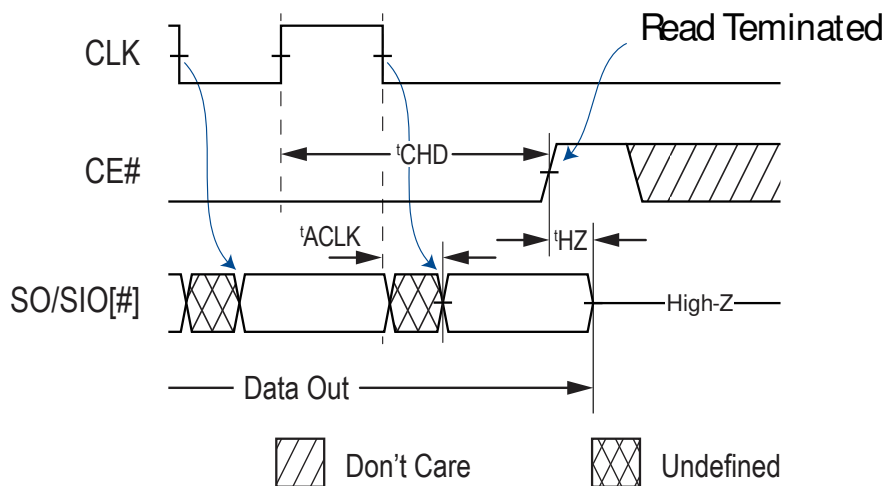 Read Teminated
CLK
tCHD
CE#
tACLK
tHZ
SO/SIO[#]
High-Z
Data Out
Don't Care
Undefined